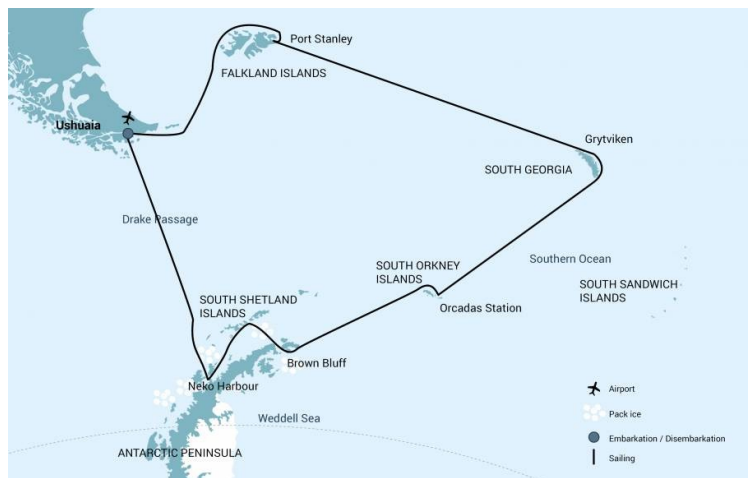 Port Stanley
FALKLAND ISLANDS
Ushuaia
Grytviken
SOUTH GEORGIA
Drake Passage
Southern Ocean
SOUTH ORKNEY
ISLANDS
SOUTH SANDWICH
ISLANDS
Orcadas Station
SOUTH SHETLAND
ISLANDS
Brown Bluff
Neko Harbour
Weddell Sea
ANTARCTIC PENINSULA
Airport
Pack ice
Embarkation / Disembarkation
Sailing